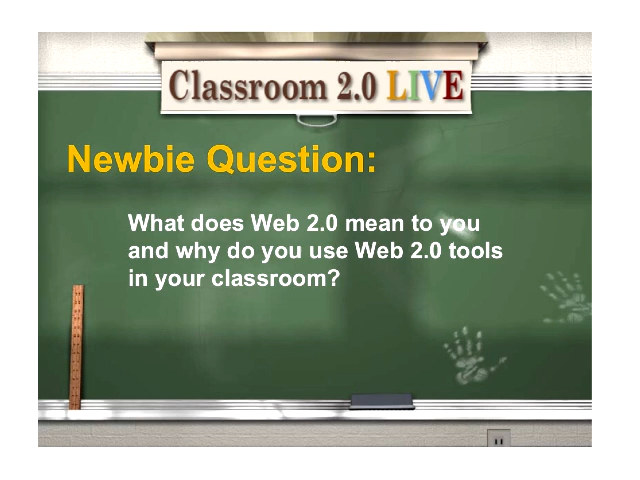 Classroom 2.0 LIVE
Newbie Question:
What does Web 2.0 mean to you
and why do you use Web 2.0 tools
in your classroom?